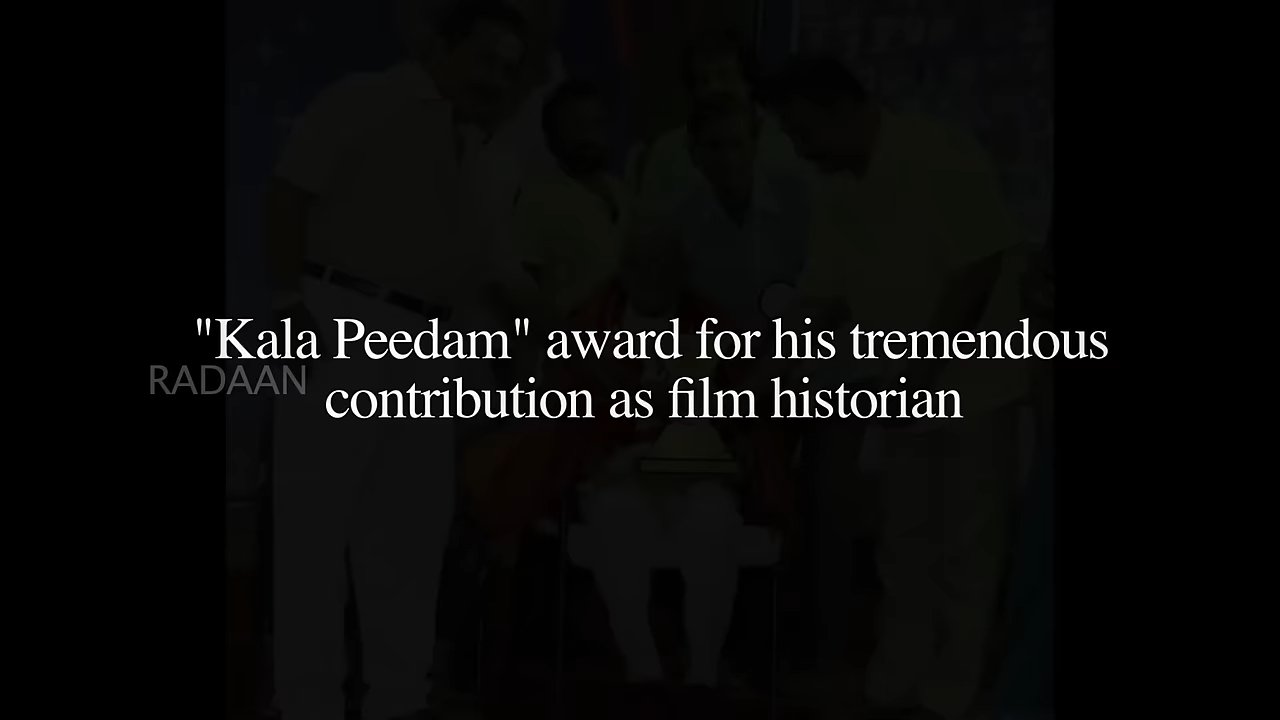 "Kala Peedam" award for his tremendous
RADAAN
contribution as film historian